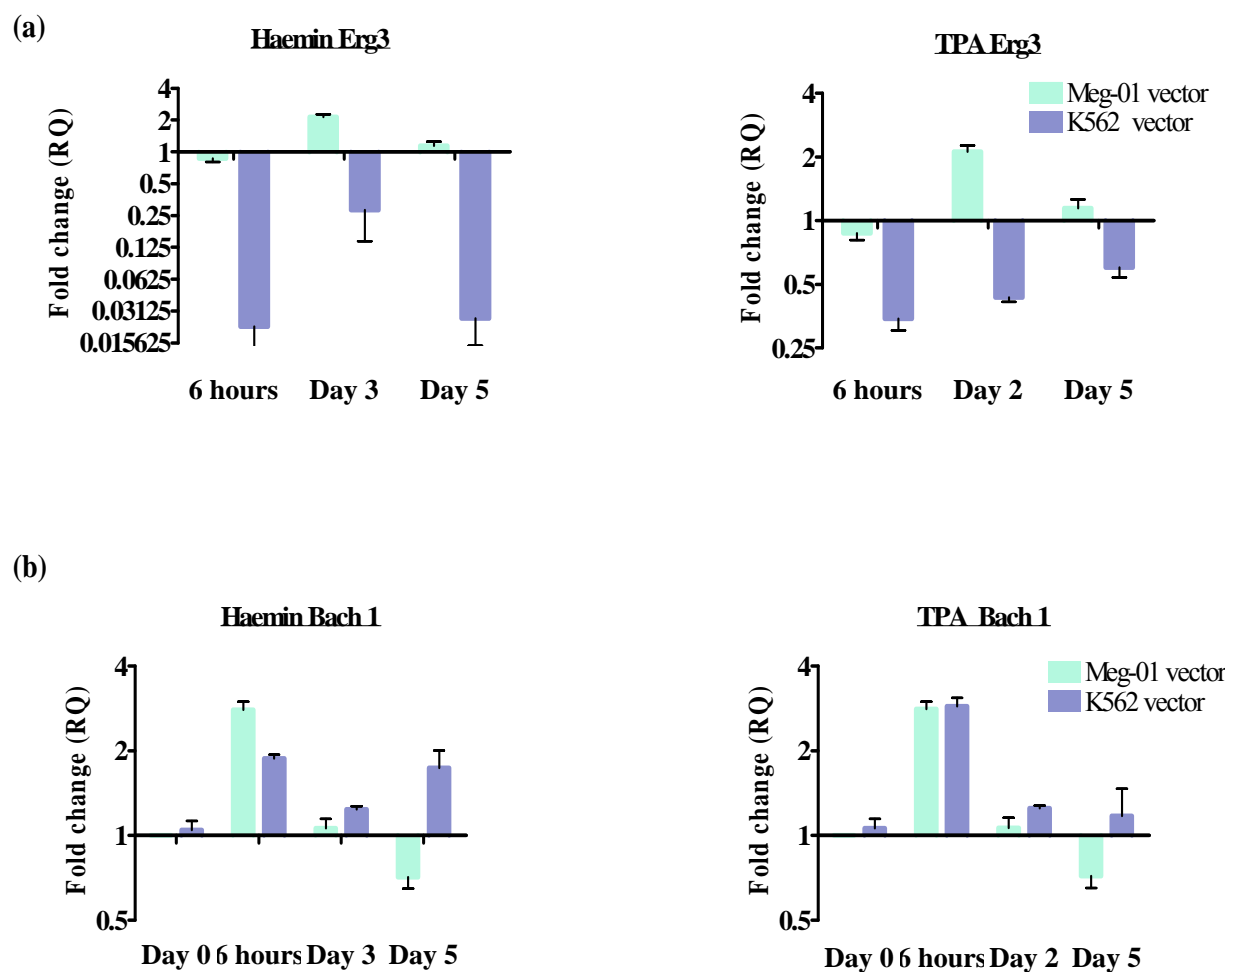 (a)
Haemin Erg3
Fold change (RQ)
4
2
1
0.5
0.25
0.125
0.0625
0.03125
0.015625
6 hours Day 3 Day 5
TPA Erg3
Meg-01 vector
K562 vector
Fold change (RQ)
4
2
1
0.5
0.25
6 hours Day 2 Day 5
(b)
Haemin Bach 1
Fold change (RQ)
4
2
1
0.5
Day 0 6 hours Day 3 Day 5
TPA Bach 1
Meg-01 vector
K562 vector
Fold change (RQ)
4
2
1
0.5
Day 0 6 hours Day 2 Day 5